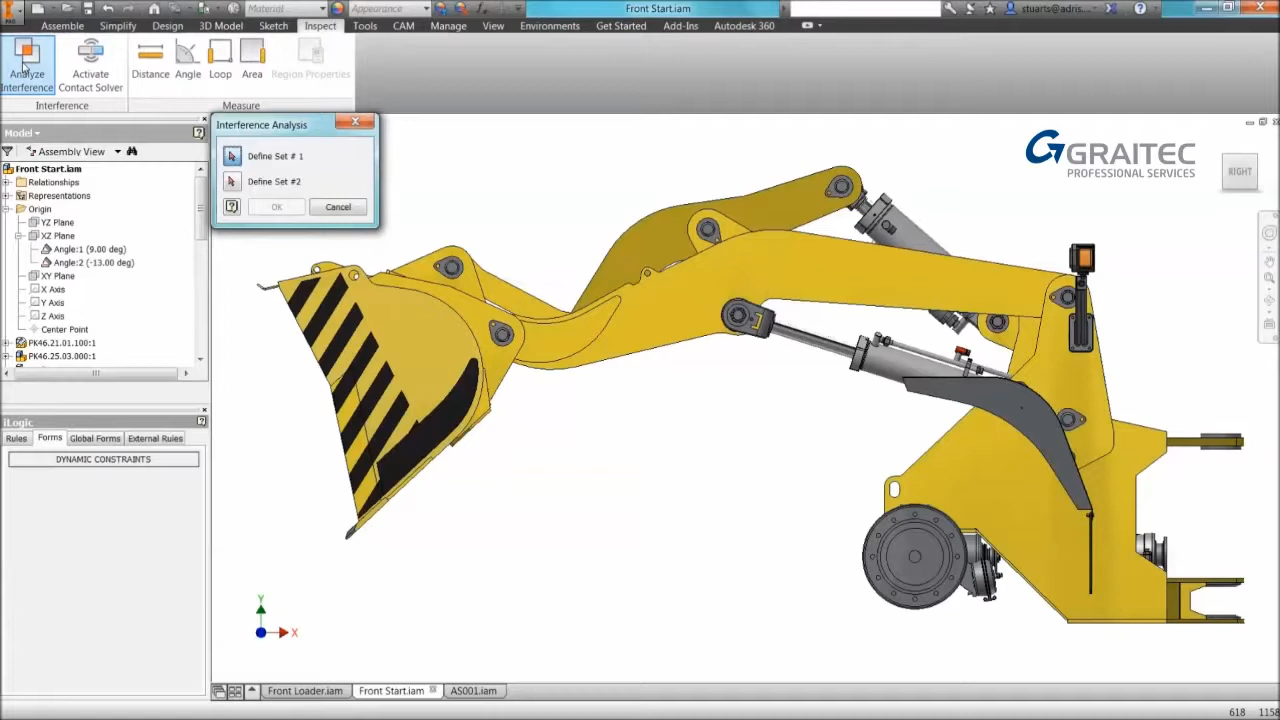 Material
Appearance
Front Start.iam
stuarts@adris...
Assemble Simplify Design 3D Model Sketch Inspect Tools CAM Manage View Environments Get Started Add-Ins Autodesk 360
PRO
Analyze Interference
Activate Contact Solver
Distance Angle Loop Area Region Properties
Interference
Measure
Interference Analysis
Define Set # 1
Define Set #2
OK
Cancel
Model
Assembly View
Front Start.iam
Relationships
Representations
Origin
YZ Plane
XZ Plane
Angle:1 (9.00 deg)
Angle:2 (-13.00 deg)
XY Plane
X Axis
Y Axis
Z Axis
Center Point
PK46.21.01.100:1
PK46.25.03.000:1
iLogic
Rules Forms Global Forms External Rules
DYNAMIC CONSTRAINTS
GRAITEC
PROFESSIONAL SERVICES
RIGHT
Y
X
Front Loader.iam Front Start.iam AS001.iam
618 1158